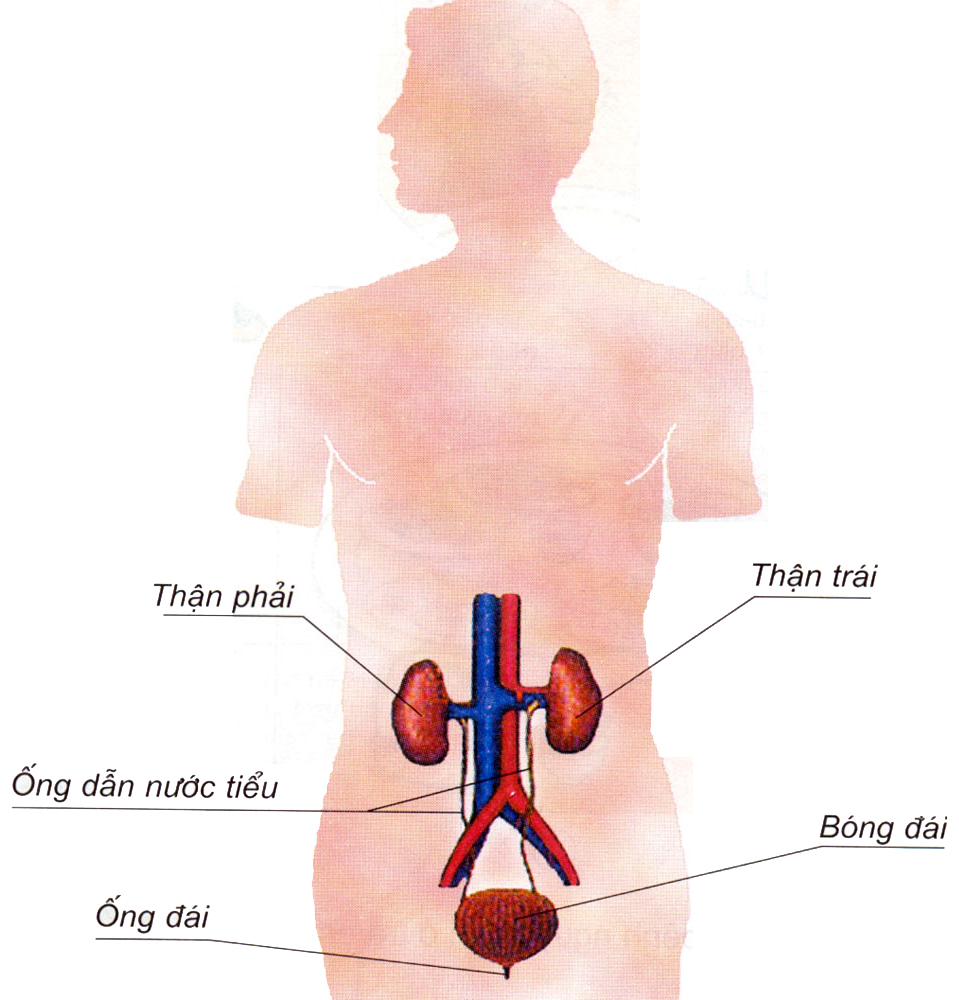 Thận trái
Thận phải
Ống dẫn nước tiểu
Bóng đái
Ống đái